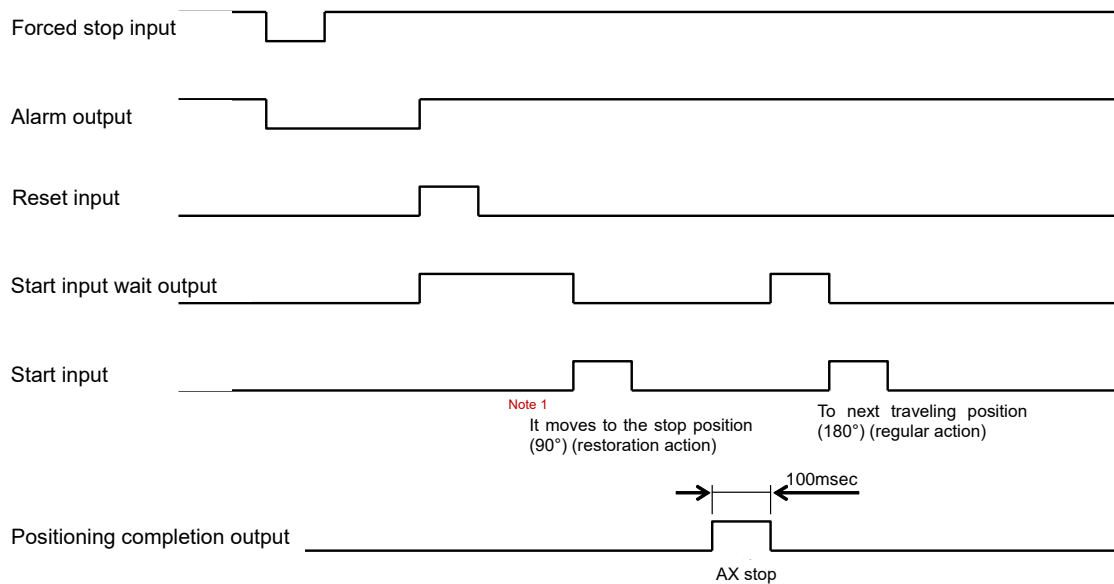 Forced stop input
Alarm output
Reset input
Start input wait output
Start input
Note 1
It moves to the stop position
(90°) (restoration action)
To next traveling position
(180°) (regular action)
100msec
Positioning completion output
AX stop